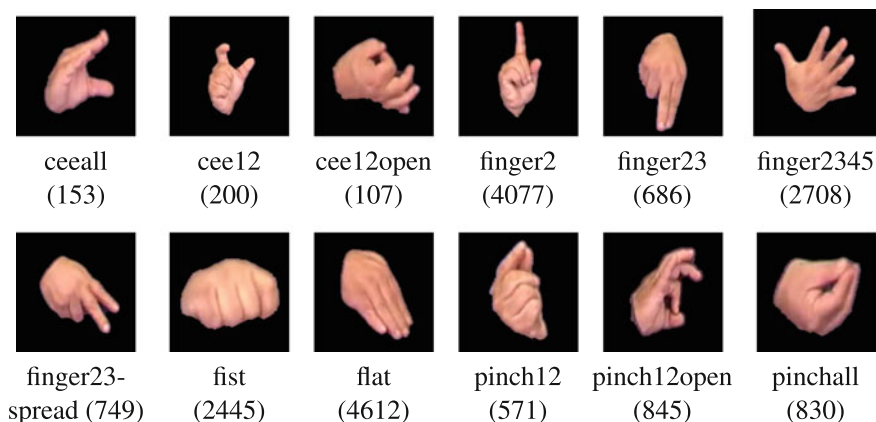 ceeall cee12 cee12open finger2 finger23 finger2345
(153) (200) (107) (4077) (686) (2708)
finger23- fist flat pinch12 pinch12open pinchall
spread (749) (2445) (4612) (571) (845) (830)